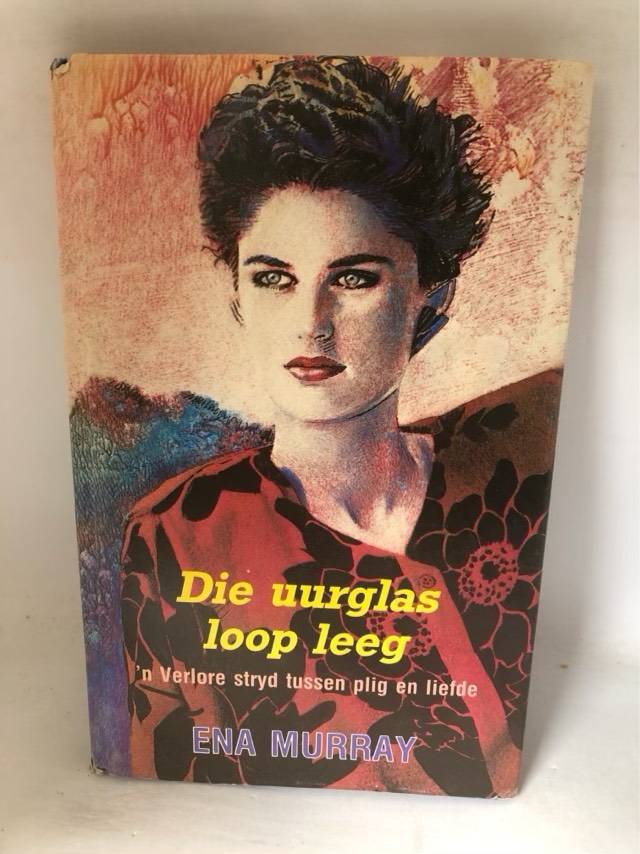 Die uurglas
loop leeg
'n Verlore stryd tussen plig en liefde
ENA MURRAY